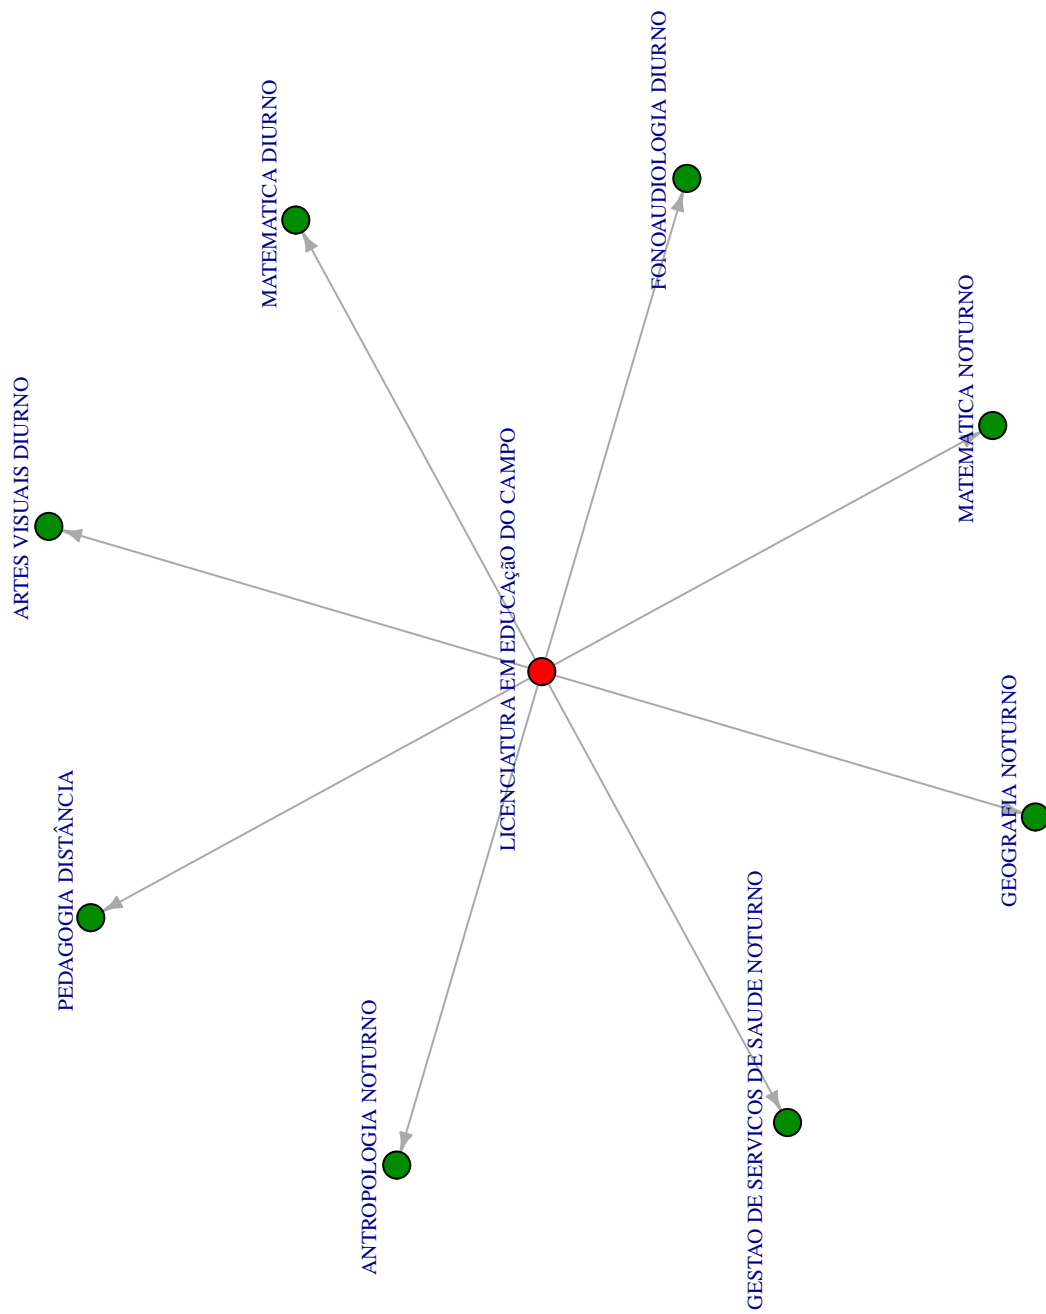 FONOAUDIOLOGIA DIURNO
MATEMATICA DIURNO
MATEMATICA NOTURNO
ARTES VISUAIS DIURNO
LICENCIATURA EM EDUCAçãO DO CAMPO
GEOGRAFIA NOTURNO
PEDAGOGIA DISTÂNCIA
GESTAO DE SERVICOS DE SAUDE NOTURNO
ANTROPOLOGIA NOTURNO